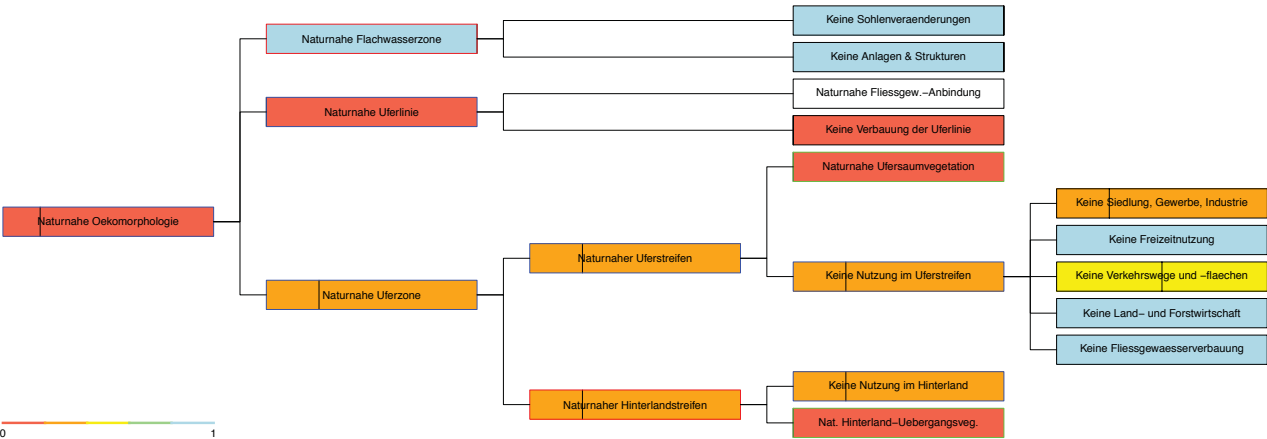 Keine Sohlenveraenderungen
Naturnahe Flachwasserzone
Keine Anlagen & Strukturen
Naturnahe Fliessgew.−Anbindung
Naturnahe Uferlinie
Keine Verbauung der Uferlinie
Naturnahe Ufersaumvegetation
Keine Siedlung, Gewerbe, Industrie
Naturnahe Oekomorphologie
Keine Freizeitnutzung
Naturnaher Uferstreifen
Keine Nutzung im Uferstreifen
Keine Verkehrswege und −flaechen
Naturnahe Uferzone
Keine Land− und Forstwirtschaft
Keine Fliessgewaesserverbauung
Keine Nutzung im Hinterland
Naturnaher Hinterlandstreifen
Nat. Hinterland−Uebergangsveg.
0 1